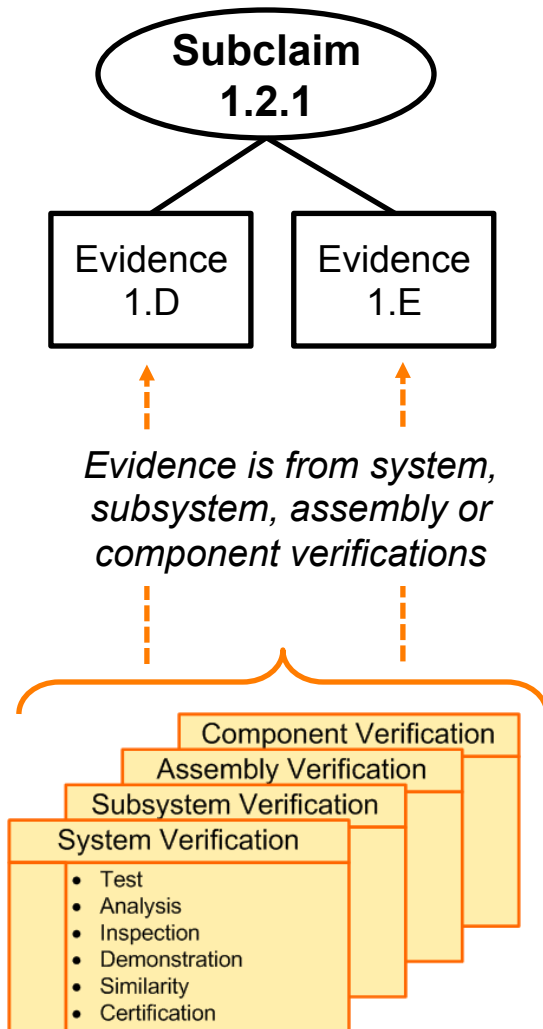 Subclaim
1.2.1
Evidence
1.D
Evidence
1.E
Evidence is from system,
subsystem, assembly or
component verifications
Component Verification
Assembly Verification
Subsystem Verification
System Verification
• Test
• Analysis
• Inspection
• Demonstration
• Similarity
• Certification